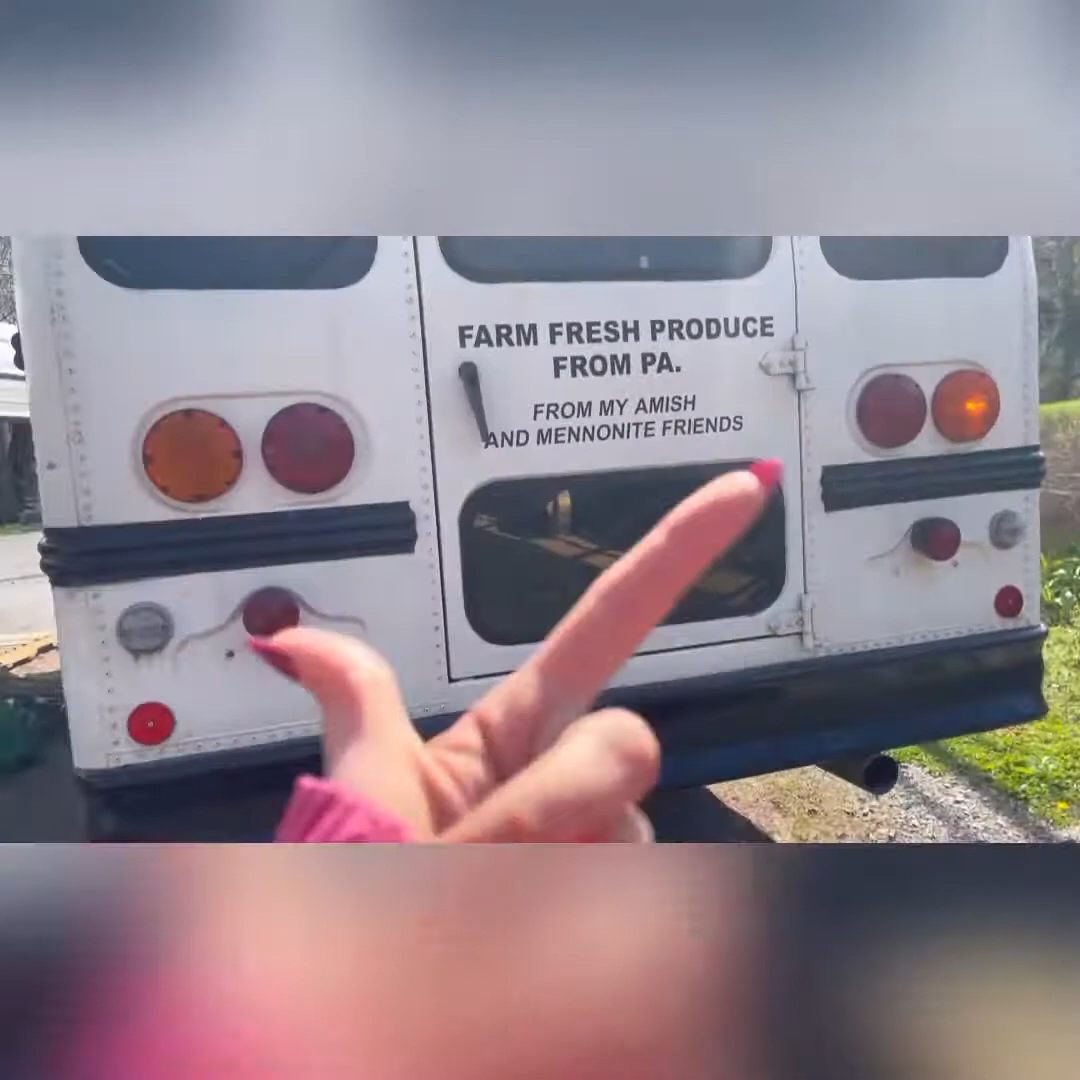 FARM FRESH PRODUCE
FROM PA.
FROM MY AMISH
AND MENNONITE FRIENDS